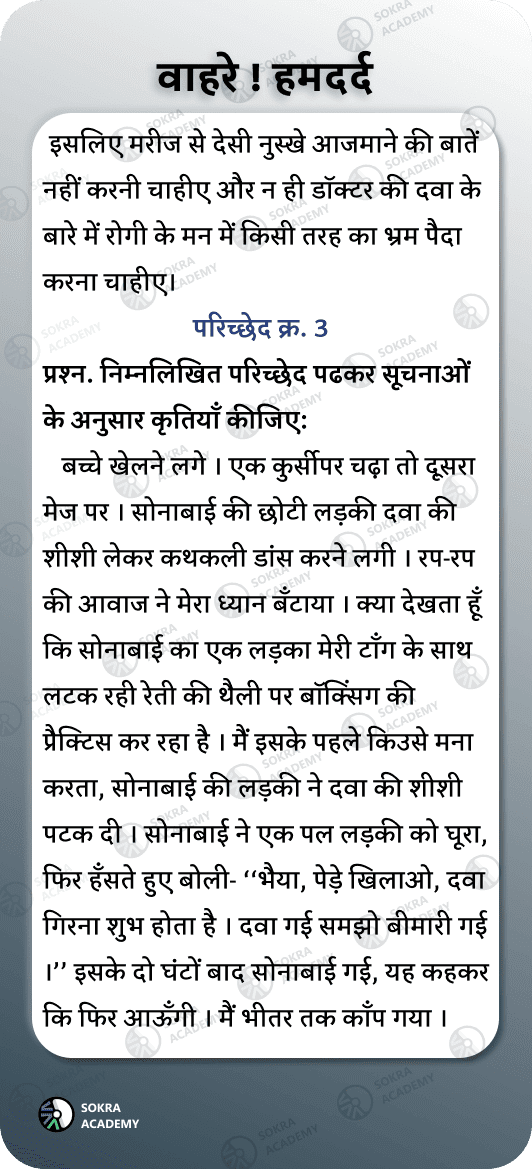 वाहरे ! हमदर्द
इसलिए मरीज से देसी नुस्खे आजमाने की बातें
नहीं करनी चाहीए और न ही डॉक्टर की दवा के
बारे में रोगी के मन में किसी तरह का भ्रम पैदा
करना चाहीए।
परिच्छेद क्र. 3
प्रश्न. निम्नलिखित परिच्छेद पढकर सूचनाओं
के अनुसार कृतियाँ कीजिए:
बच्चे खेलने लगे । एक कुर्सीपर चढ़ा तो दूसरा
मेज पर । सोनाबाई की छोटी लड़की दवा की
शीशी लेकर कथकली डांस करने लगी । रप-रप
की आवाज ने मेरा ध्यान बँटाया । क्या देखता हूँ
कि सोनाबाई का एक लड़का मेरी टाँग के साथ
लटक रही रेती की थैली पर बॉक्सिंग की
प्रैक्टिस कर रहा है । मैं इसके पहले किउसे मना
करता, सोनाबाई की लड़की ने दवा की शीशी
पटक दी । सोनाबाई ने एक पल लड़की को घूरा,
फिर हँसते हुए बोली- ‘‘भैया, पेड़े खिलाओ, दवा
गिरना शुभ होता है । दवा गई समझो बीमारी गई
।’’ इसके दो घंटों बाद सोनाबाई गई, यह कहकर
कि फिर आऊँगी । मैं भीतर तक काँप गया ।
SOKRA
ACADEMY